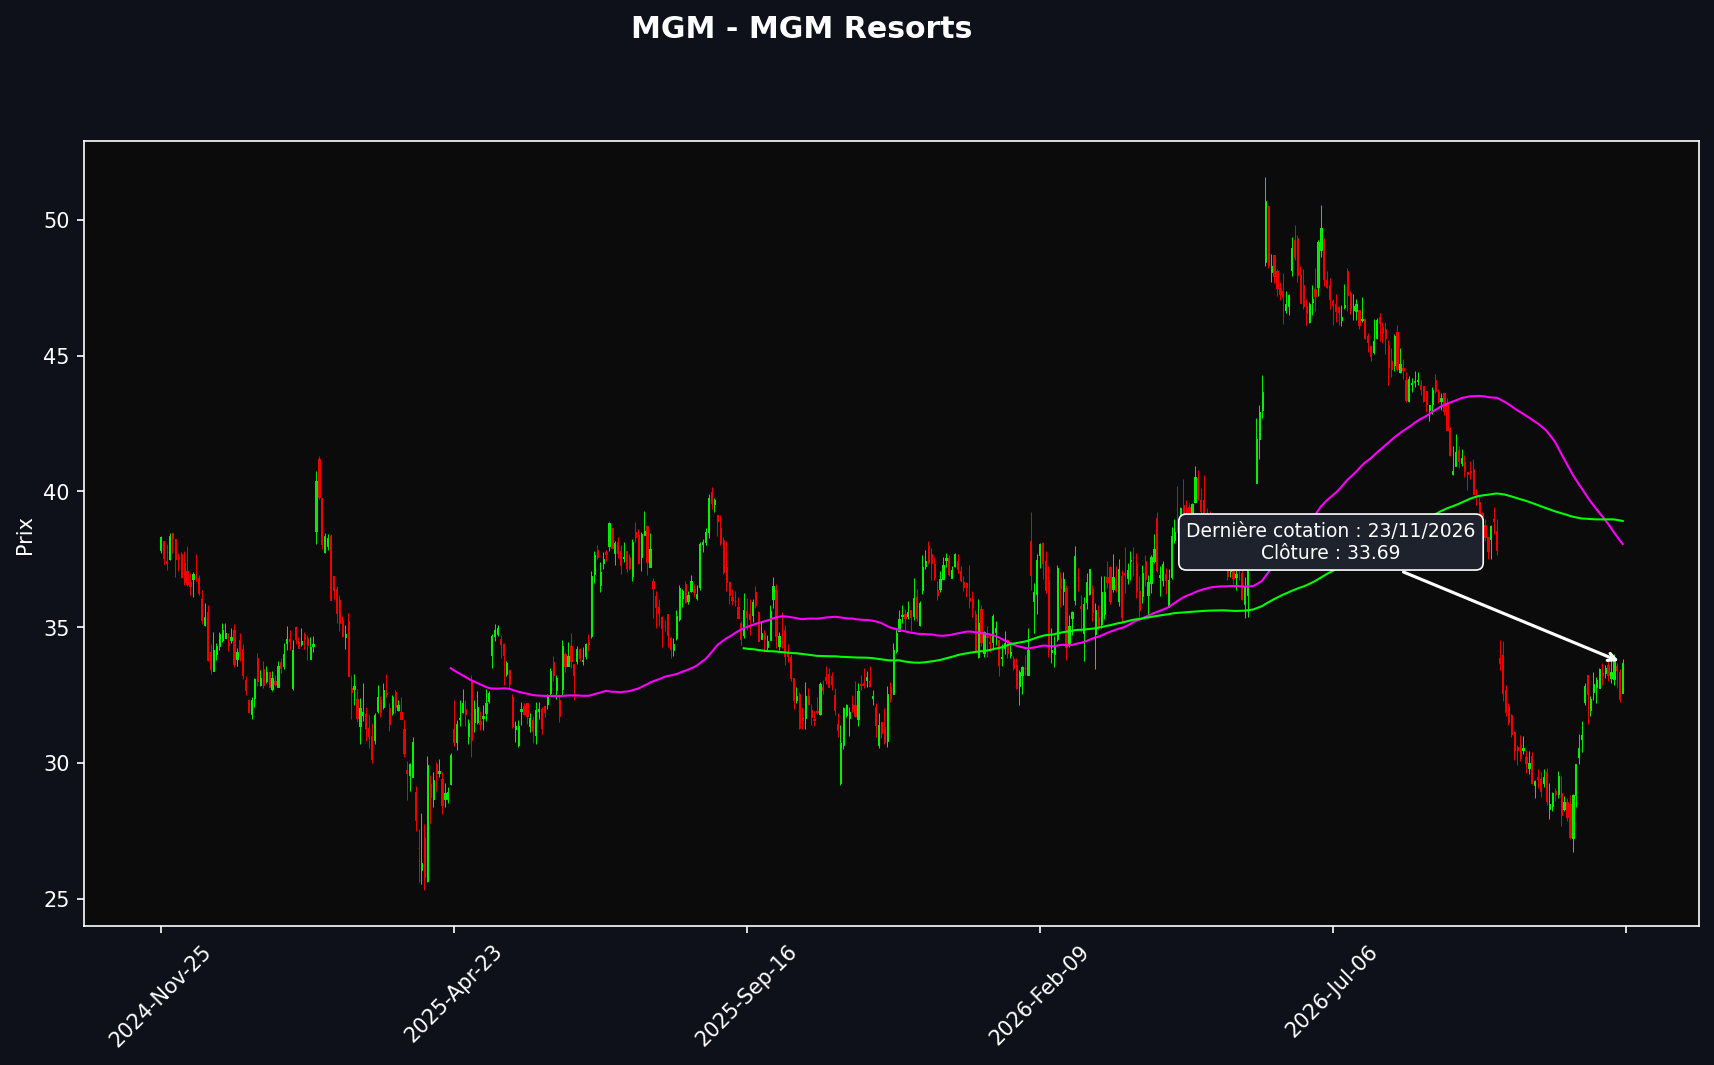 MGM - MGM Resorts
Prix
50
45
40
35
30
25
Dernière cotation : 23/11/2026
Clôture : 33.69
2024-Nov-25
2025-Apr-23
2025-Sep-16
2026-Feb-09
2026-Jul-06